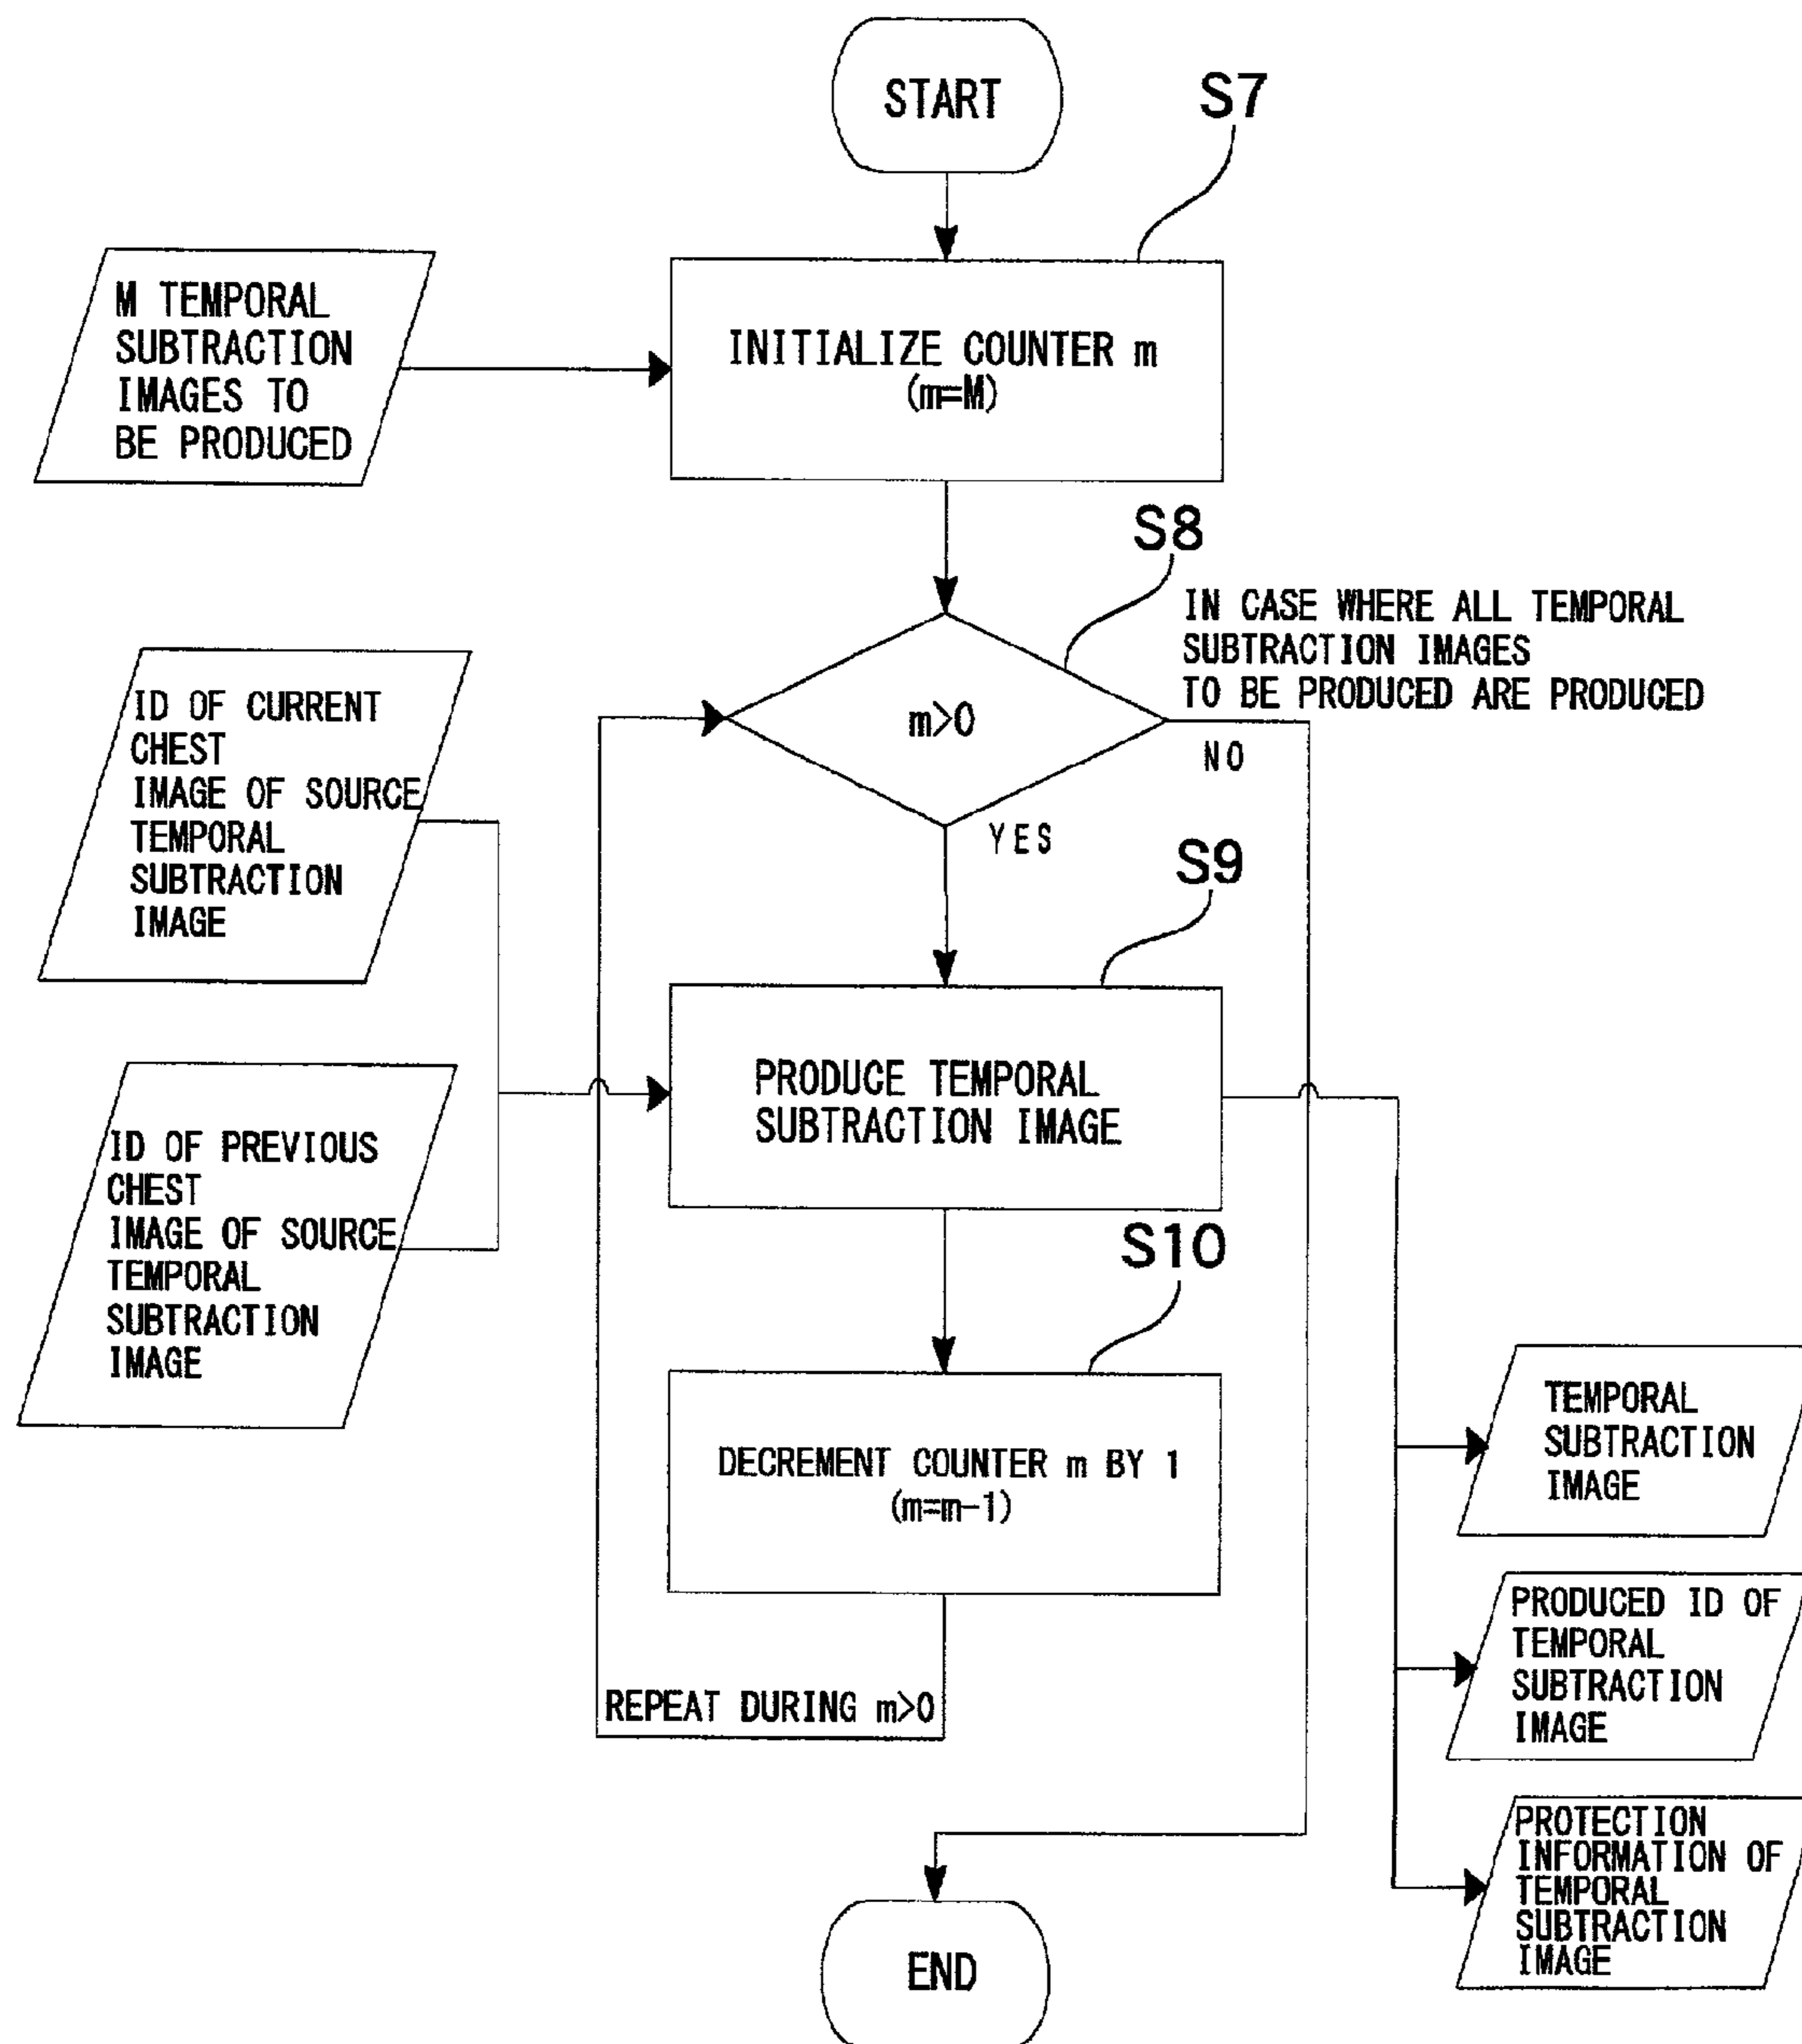 START
S7
M TEMPORAL
SUBTRACTION
IMAGES TO
BE PRODUCED
INITIALIZE COUNTER m
(m=M)
S8
IN CASE WHERE ALL TEMPORAL
SUBTRACTION IMAGES
TO BE PRODUCED ARE PRODUCED
m>0
NO
YES
ID OF CURRENT
CHEST
IMAGE OF SOURCE
TEMPORAL
SUBTRACTION
IMAGE
S9
PRODUCE TEMPORAL
SUBTRACTION IMAGE
ID OF PREVIOUS
CHEST
IMAGE OF SOURCE
TEMPORAL
SUBTRACTION
IMAGE
S10
DECREMENT COUNTER m BY 1
(m=m-1)
REPEAT DURING m>0
TEMPORAL
SUBTRACTION
IMAGE
PRODUCED ID OF
TEMPORAL
SUBTRACTION
IMAGE
PROTECTION
INFORMATION OF
TEMPORAL
SUBTRACTION
IMAGE
END